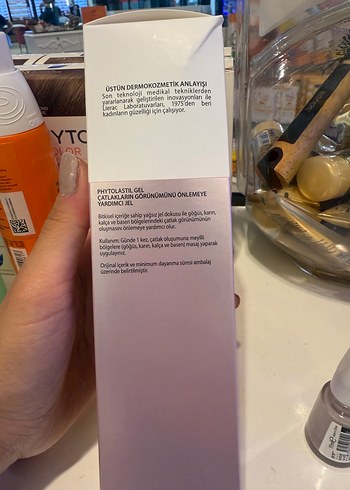 ÜSTÜN DERMOKOZMETİK ANLAYIŞI
Son teknoloji medikal tekniklerden
yararlanarak geliştirilen inovasyonları ile
Lierac Laboratuvarları, 1975'den beri
kadınların güzelliği için çalışıyor.
PHYTOLASTIL GEL
ÇATLAKLARIN GÖRÜNÜMÜNÜ ÖNLEMEYE
YARDIMCI JEL
Bitkisel içeriğe sahip yağsız jel dokusu ile göğüs, karın,
kalça ve basen bölgelerindeki çatlak görünümünün
oluşmasını önlemeye yardımcı olur.
Kullanım: Günde 1 kez, çatlak oluşumuna meyilli
bölgelere (göğüs, karın, kalça ve basen) masaj yaparak
uygulayınız.
Orijinal içerik ve minimum dayanma süresi ambalaj
üzerinde belirtilmiştir.